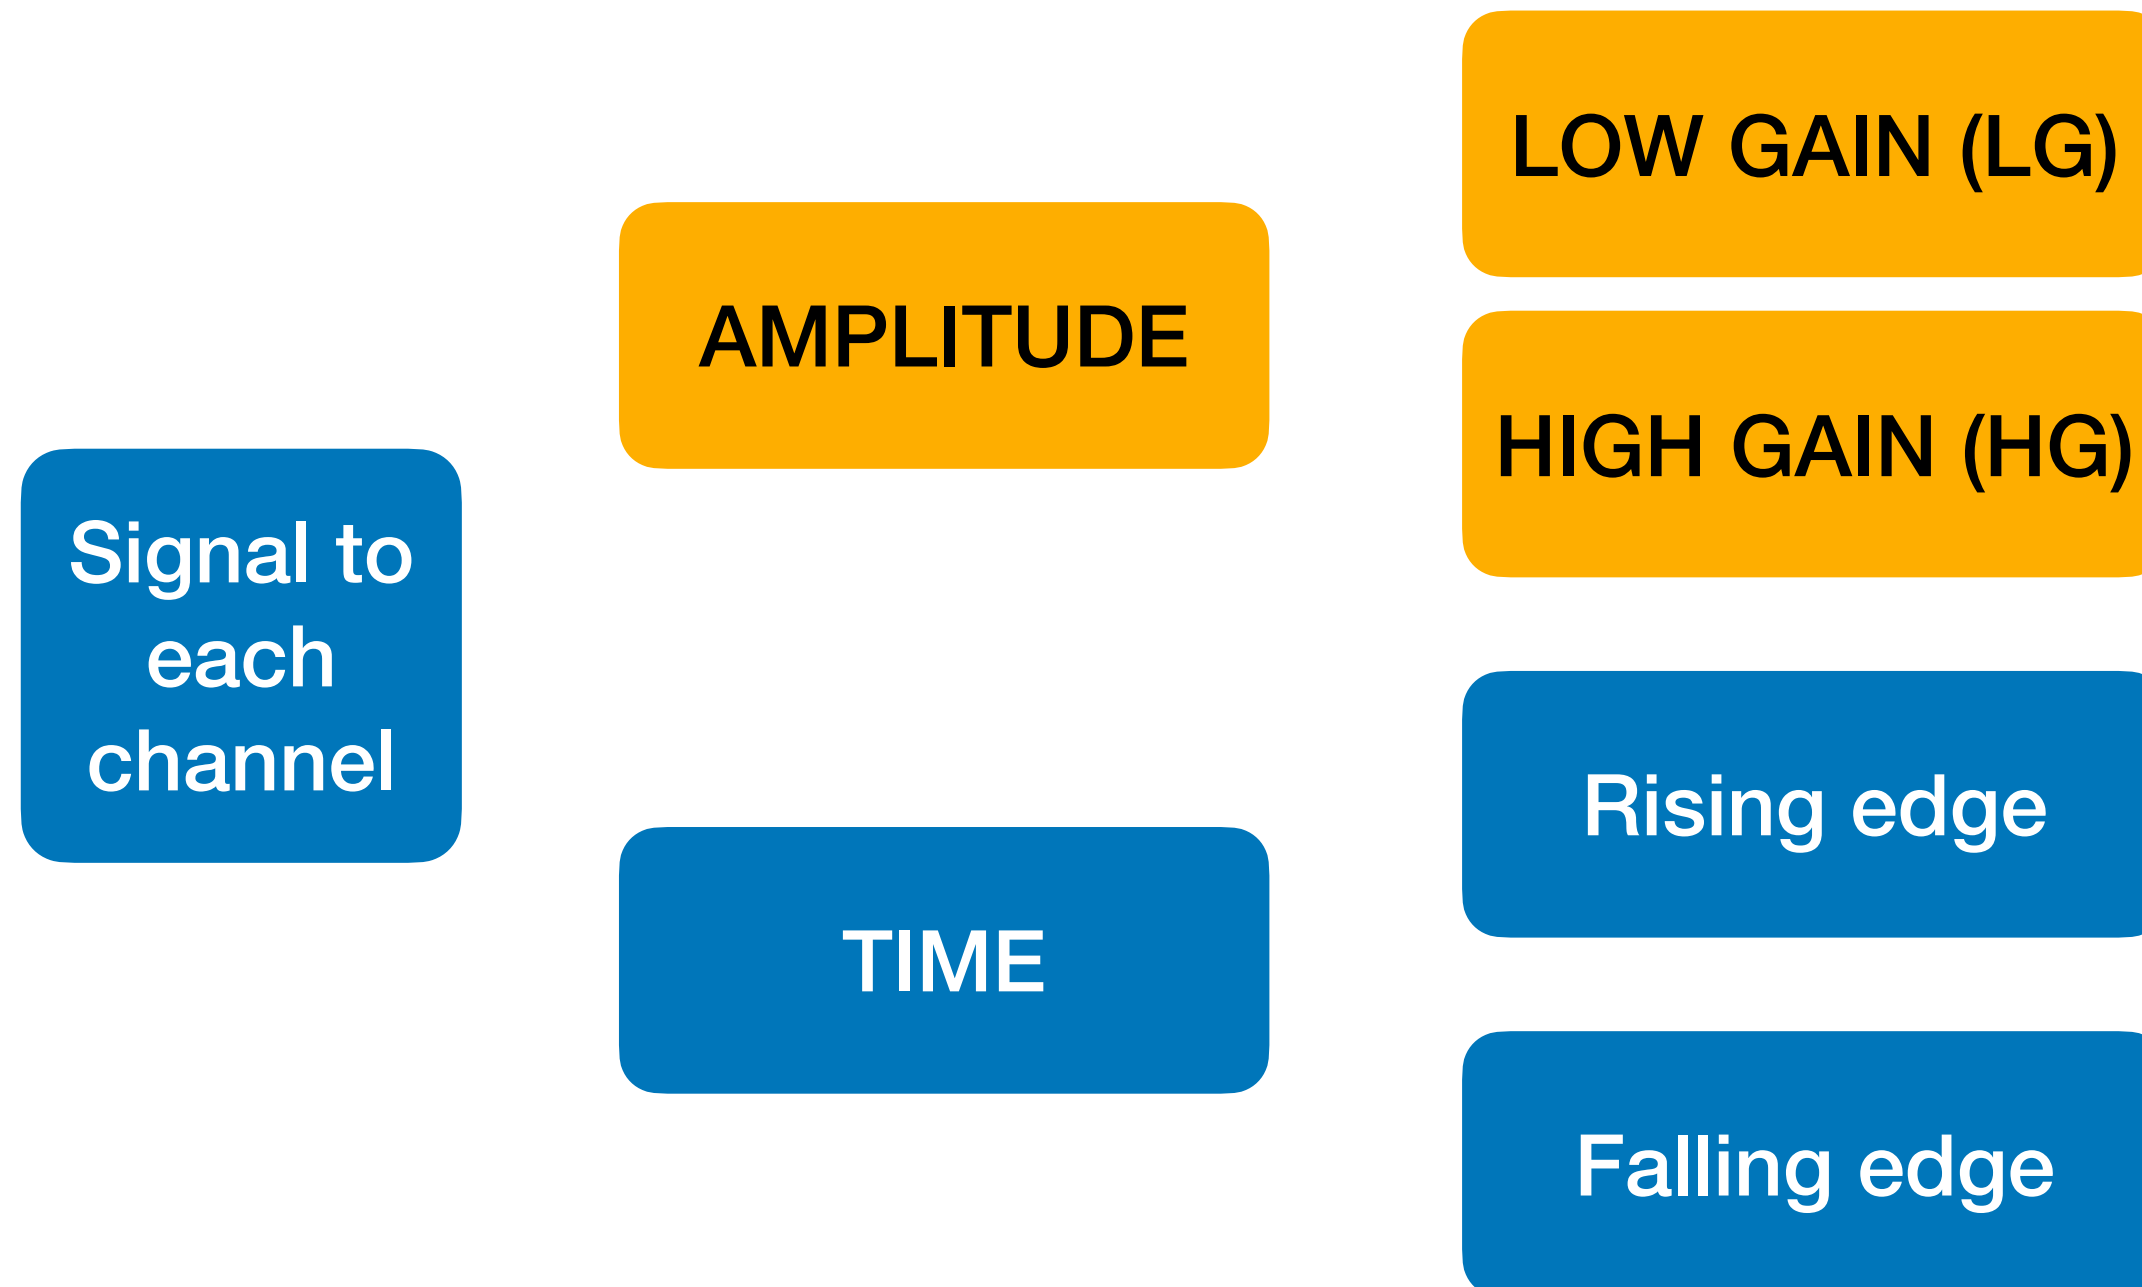 Signal to
each
channel
AMPLITUDE
TIME
LOW GAIN (LG)
HIGH GAIN (HG)
Rising edge
Falling edge